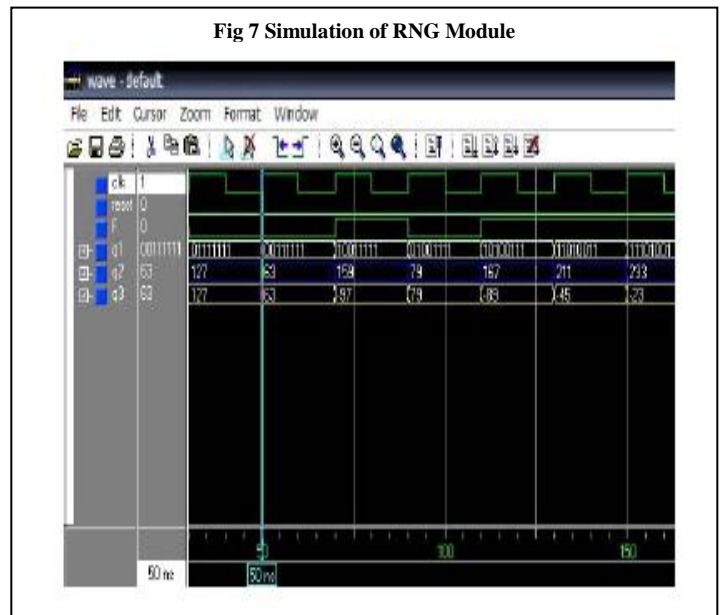 Fig 7 Simulation of RNG Module
wave - default
File Edit Cursor Zoom Format Window
clk 1
reset 0
F 0
q1 00111111 01111111 00111111 10011111 01001111 10100111 11010011 11101001
q2 63 127 63 159 79 167 211 233
q3 63 127 63 -97 79 -89 -45 -23
50 100 150
50 ns 50 ns